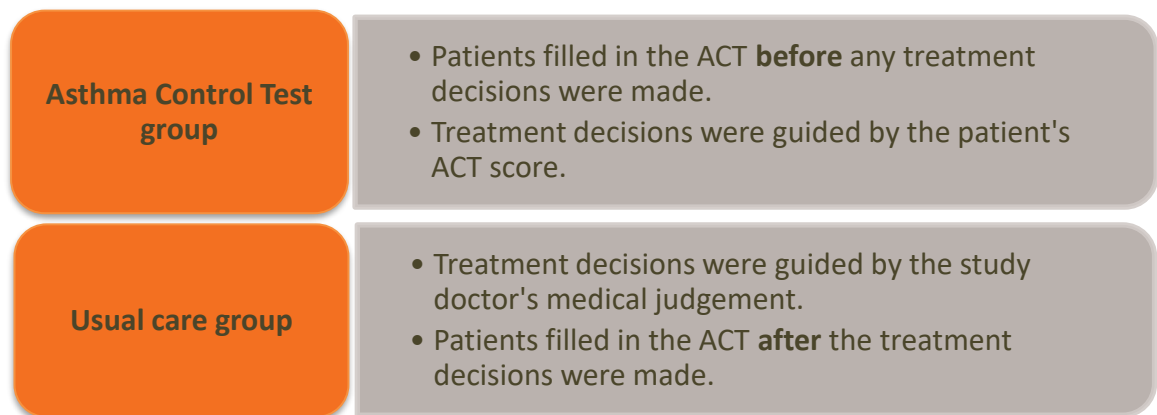 Asthma Control Test
group
• Patients filled in the ACT before any treatment
decisions were made.
• Treatment decisions were guided by the patient's
ACT score.
Usual care group
• Treatment decisions were guided by the study
doctor's medical judgement.
• Patients filled in the ACT after the treatment
decisions were made.